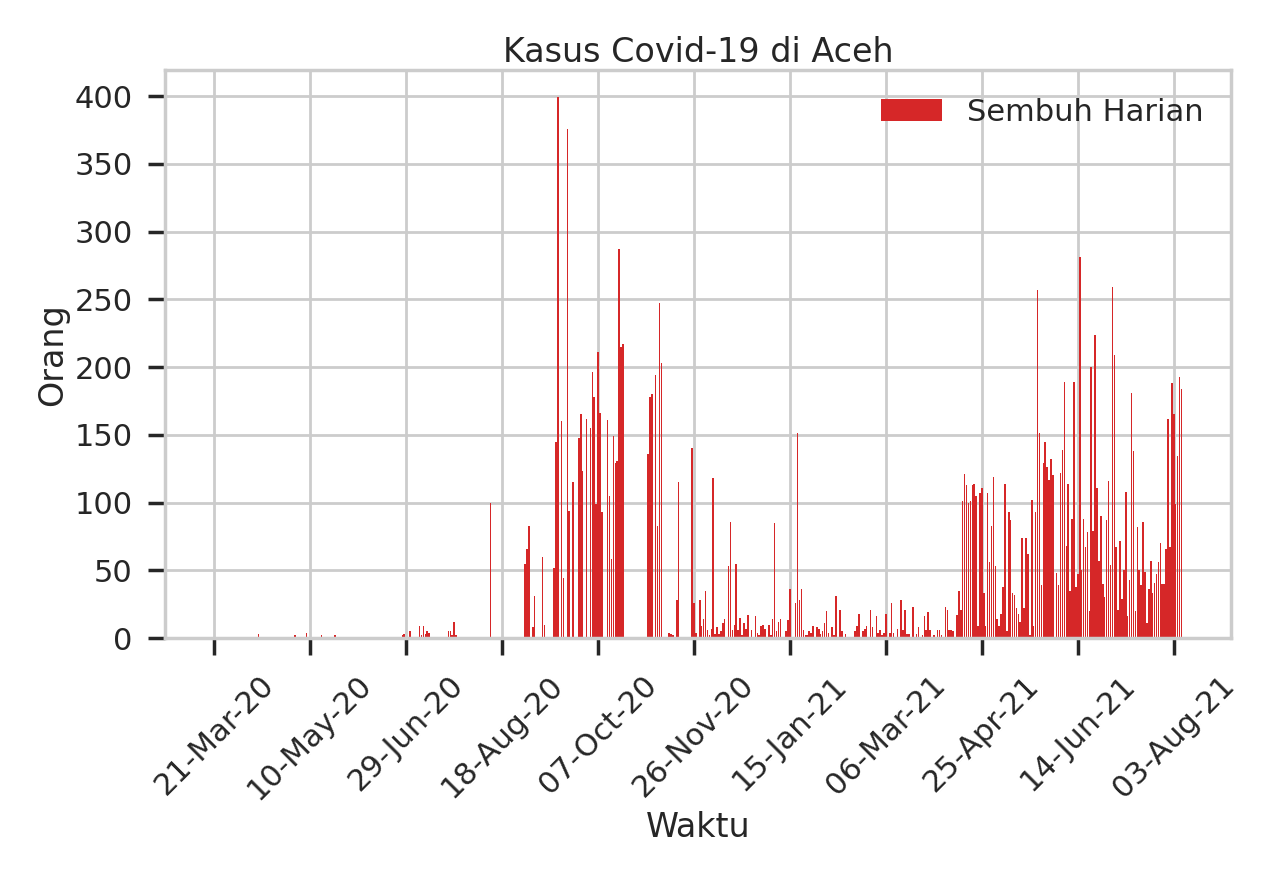 Kasus Covid-19 di Aceh
Sembuh Harian
Orang
400
350
300
250
200
150
100
50
0
21-Mar-20
10-May-20
29-Jun-20
18-Aug-20
07-Oct-20
26-Nov-20
15-Jan-21
06-Mar-21
25-Apr-21
14-Jun-21
03-Aug-21
Waktu